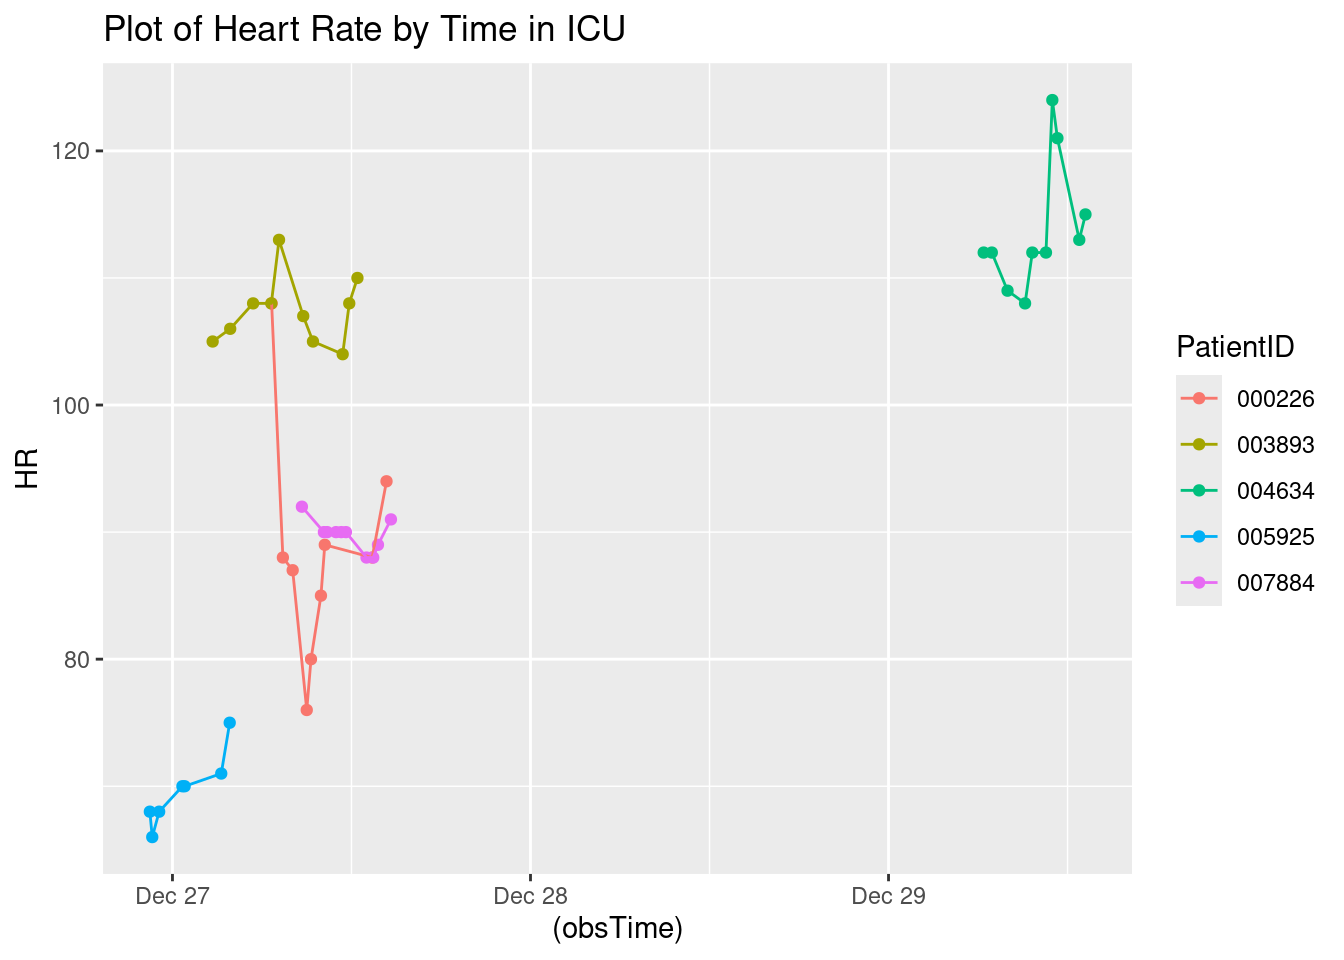 Plot of Heart Rate by Time in ICU
120
100
80
HR
Dec 27
Dec 28
Dec 29
(obsTime)
PatientID
000226
003893
004634
005925
007884